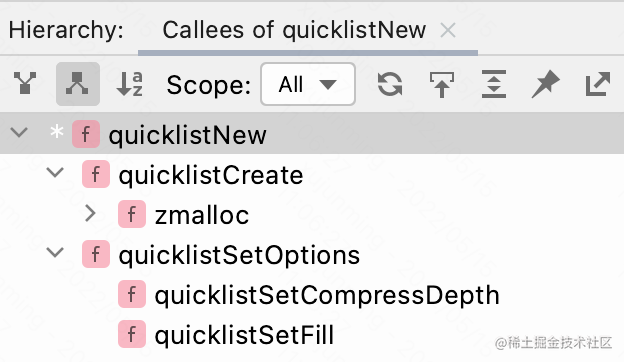 Hierarchy: Callees of quicklistNew
Scope: All
* f quicklistNew
f quicklistCreate
f zmalloc
f quicklistSetOptions
f quicklistSetCompressDepth
f quicklistSetFill
@稀土掘金技术社区